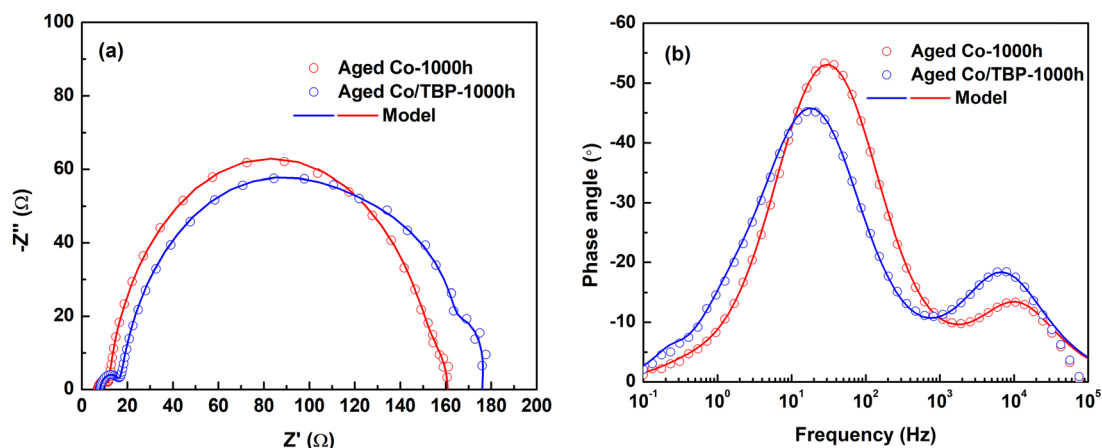 (a)
Aged Co-1000h
Aged Co/TBP-1000h
Model
-Z'' (Ω)
100
80
60
40
20
0
0 20 40 60 80 100 120 140 160 180 200
Z' (Ω)
(b)
Aged Co-1000h
Aged Co/TBP-1000h
Model
Phase angle (°)
-60
-50
-40
-30
-20
-10
0
10⁻¹ 10⁰ 10¹ 10² 10³ 10⁴ 10⁵
Frequency (Hz)